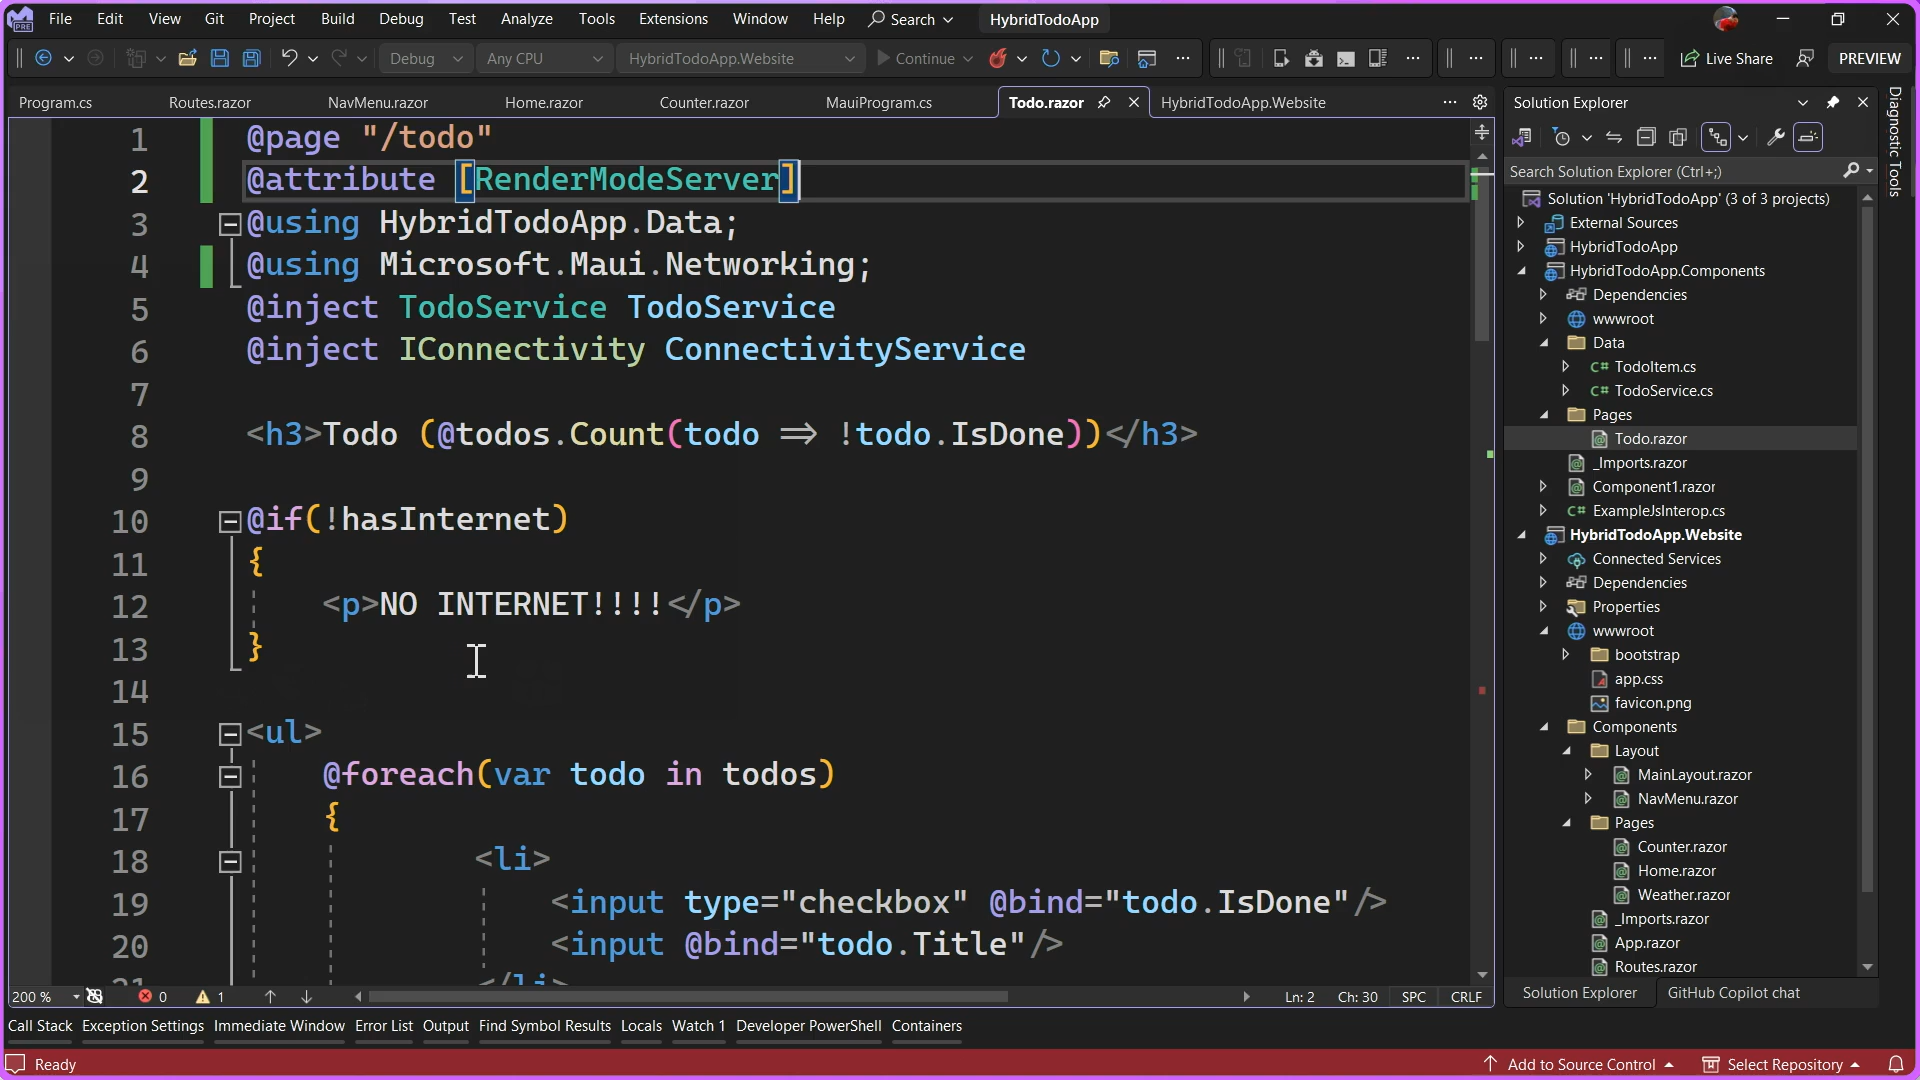 File Edit View Git Project Build Debug Test Analyze Tools Extensions Window Help Search HybridTodoApp
PRE
Debug Any CPU HybridTodoApp.Website Continue Live Share PREVIEW
Program.cs Routes.razor NavMenu.razor Home.razor Counter.razor MauiProgram.cs Todo.razor HybridTodoApp.Website
1 @page "/todo"
2 @attribute [RenderModeServer]
3 @using HybridTodoApp.Data;
4 @using Microsoft.Maui.Networking;
5 @inject TodoService TodoService
6 @inject IConnectivity ConnectivityService
7
8 <h3>Todo (@todos.Count(todo => !todo.IsDone))</h3>
9
10 @if(!hasInternet)
11 {
12 <p>NO INTERNET!!!!</p>
13 }
14
15 <ul>
16 @foreach(var todo in todos)
17 {
18 <li>
19 <input type="checkbox" @bind="todo.IsDone"/>
20 <input @bind="todo.Title"/>
21 </li>
200 % 0 1 Ln: 2 Ch: 30 SPC CRLF
Solution Explorer
Search Solution Explorer (Ctrl+;)
Solution 'HybridTodoApp' (3 of 3 projects)
External Sources
HybridTodoApp
HybridTodoApp.Components
Dependencies
wwwroot
Data
C# TodoItem.cs
C# TodoService.cs
Pages
Todo.razor
_Imports.razor
Component1.razor
C# ExampleJsInterop.cs
HybridTodoApp.Website
Connected Services
Dependencies
Properties
wwwroot
bootstrap
app.css
favicon.png
Components
Layout
MainLayout.razor
NavMenu.razor
Pages
Counter.razor
Home.razor
Weather.razor
_Imports.razor
App.razor
Routes.razor
Solution Explorer GitHub Copilot chat
Diagnostic Tools
Call Stack Exception Settings Immediate Window Error List Output Find Symbol Results Locals Watch 1 Developer PowerShell Containers
Ready Add to Source Control Select Repository